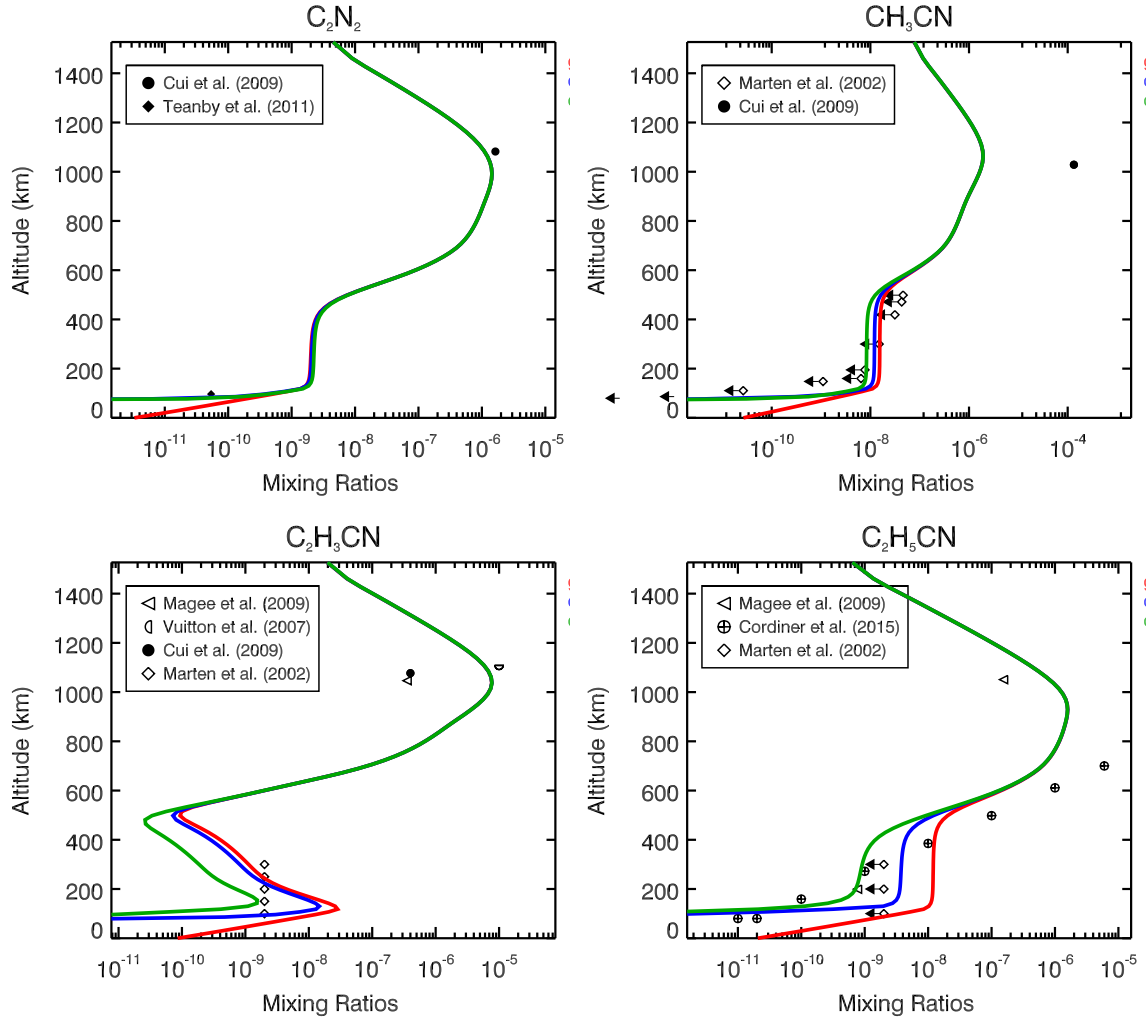 C₂N₂
1400
1200
1000
800
600
400
200
0
Altitude (km)
Cui et al. (2009)
Teanby et al. (2011)
10⁻¹¹ 10⁻¹⁰ 10⁻⁹ 10⁻⁸ 10⁻⁷ 10⁻⁶ 10⁻⁵
Mixing Ratios
CH₃CN
1400
1200
1000
800
600
400
200
0
Altitude (km)
Marten et al. (2002)
Cui et al. (2009)
10⁻¹⁰ 10⁻⁸ 10⁻⁶ 10⁻⁴
Mixing Ratios
C₂H₃CN
1400
1200
1000
800
600
400
200
0
Altitude (km)
Magee et al. (2009)
Vuitton et al. (2007)
Cui et al. (2009)
Marten et al. (2002)
10⁻¹¹ 10⁻¹⁰ 10⁻⁹ 10⁻⁸ 10⁻⁷ 10⁻⁶ 10⁻⁵
Mixing Ratios
C₂H₅CN
1400
1200
1000
800
600
400
200
0
Altitude (km)
Magee et al. (2009)
Cordiner et al. (2015)
Marten et al. (2002)
10⁻¹¹ 10⁻¹⁰ 10⁻⁹ 10⁻⁸ 10⁻⁷ 10⁻⁶ 10⁻⁵
Mixing Ratios